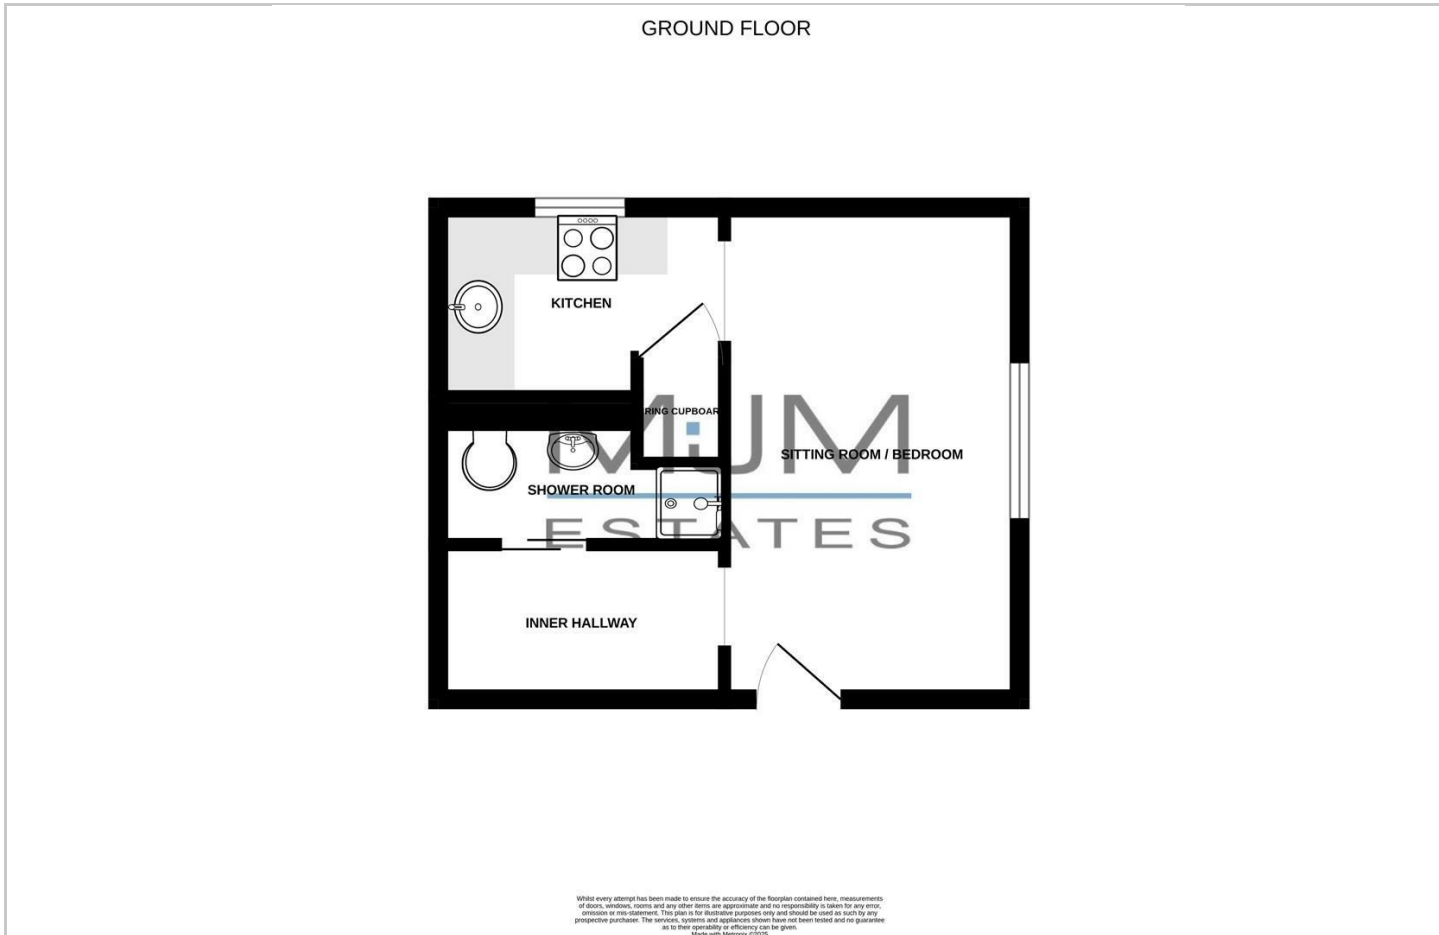 GROUND FLOOR
KITCHEN
RING CUPBOAR
MJM
SITTING ROOM / BEDROOM
SHOWER ROOM
ESTATES
INNER HALLWAY
Whilst every attempt has been made to ensure the accuracy of the floorplan contained here, measurements
of doors, windows, rooms and any other items are approximate and no responsibility is taken for any error,
omission or mis-statement. This plan is for illustrative purposes only and should be used as such by any
prospective purchaser. The services, systems and appliances shown have not been tested and no guarantee
as to their operability or efficiency can be given.
Made with Metropix ©2025